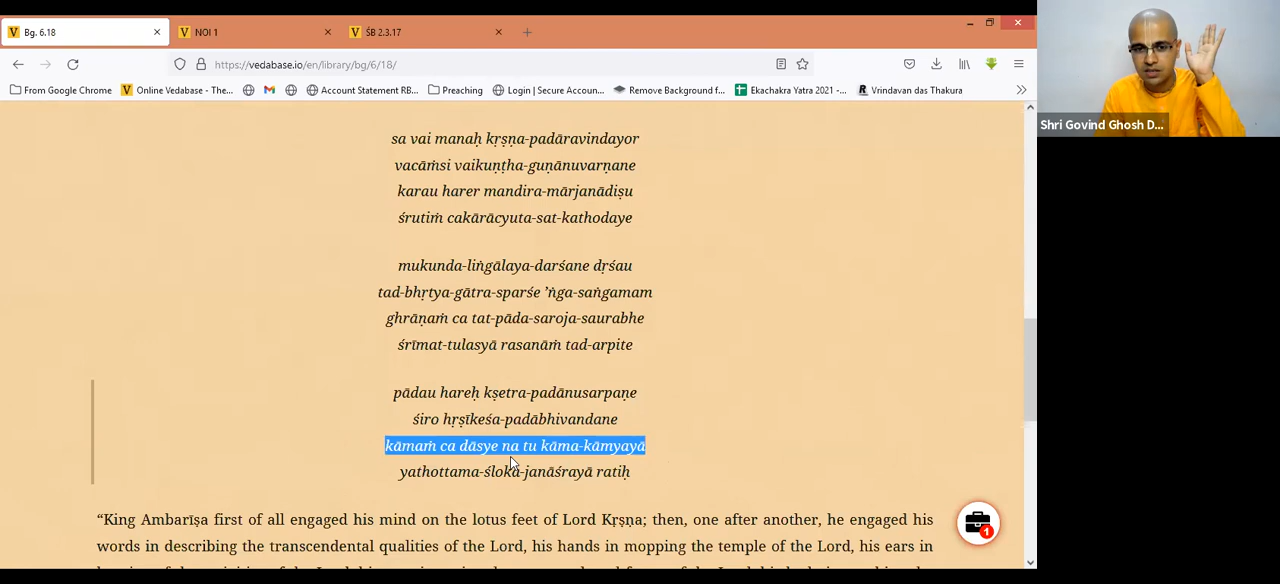 Bg. 6.18
NOI 1
ŚB 2.3.17
https://vedabase.io/en/library/bg/6/18/
From Google Chrome
Online Vedabase - The...
Account Statement RB...
Preaching
Login | Secure Accoun...
Remove Background f...
Ekachakra Yatra 2021 -...
Vrindavan das Thakura
Shri Govind Ghosh D...
sa vai manaḥ kṛṣṇa-padāravindayor
vacāṁsi vaikuṇṭha-guṇānuvarṇane
karau harer mandira-mārjanādiṣu
śrutiṁ cakārācyuta-sat-kathodaye
mukunda-liṅgālaya-darśane dṛśau
tad-bhṛtya-gātra-sparśe ’ṅga-saṅgamam
ghrāṇaṁ ca tat-pāda-saroja-saurabhe
śrīmat-tulasyā rasanāṁ tad-arpite
pādau hareḥ kṣetra-padānusarpaṇe
śiro hṛṣīkeśa-padābhivandane
kāmaṁ ca dāsye na tu kāma-kāmyayā
yathottama-śloka-janāśrayā ratiḥ
“King Ambarīṣa first of all engaged his mind on the lotus feet of Lord Kṛṣṇa; then, one after another, he engaged his
words in describing the transcendental qualities of the Lord, his hands in mopping the temple of the Lord, his ears in
1